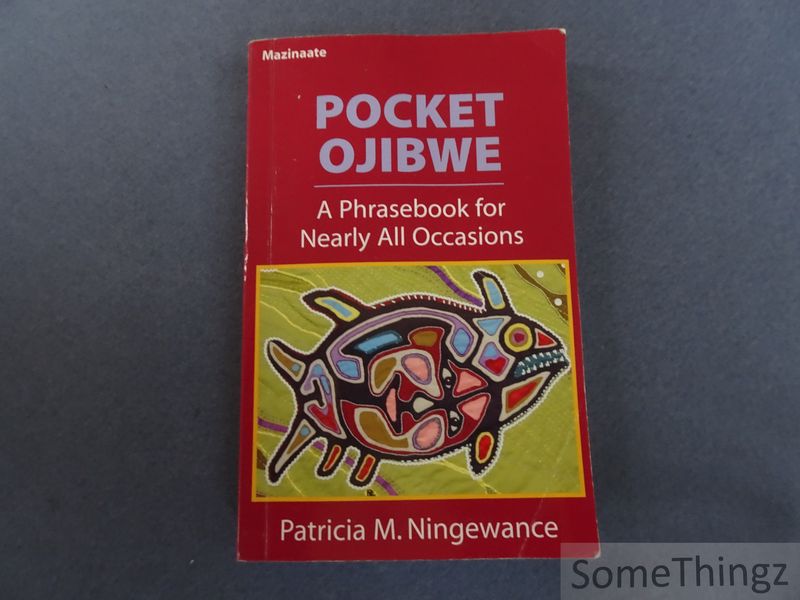 Mazinaate
POCKET
OJIBWE
A Phrasebook for
Nearly All Occasions
Patricia M. Ningewance
SomeThingz